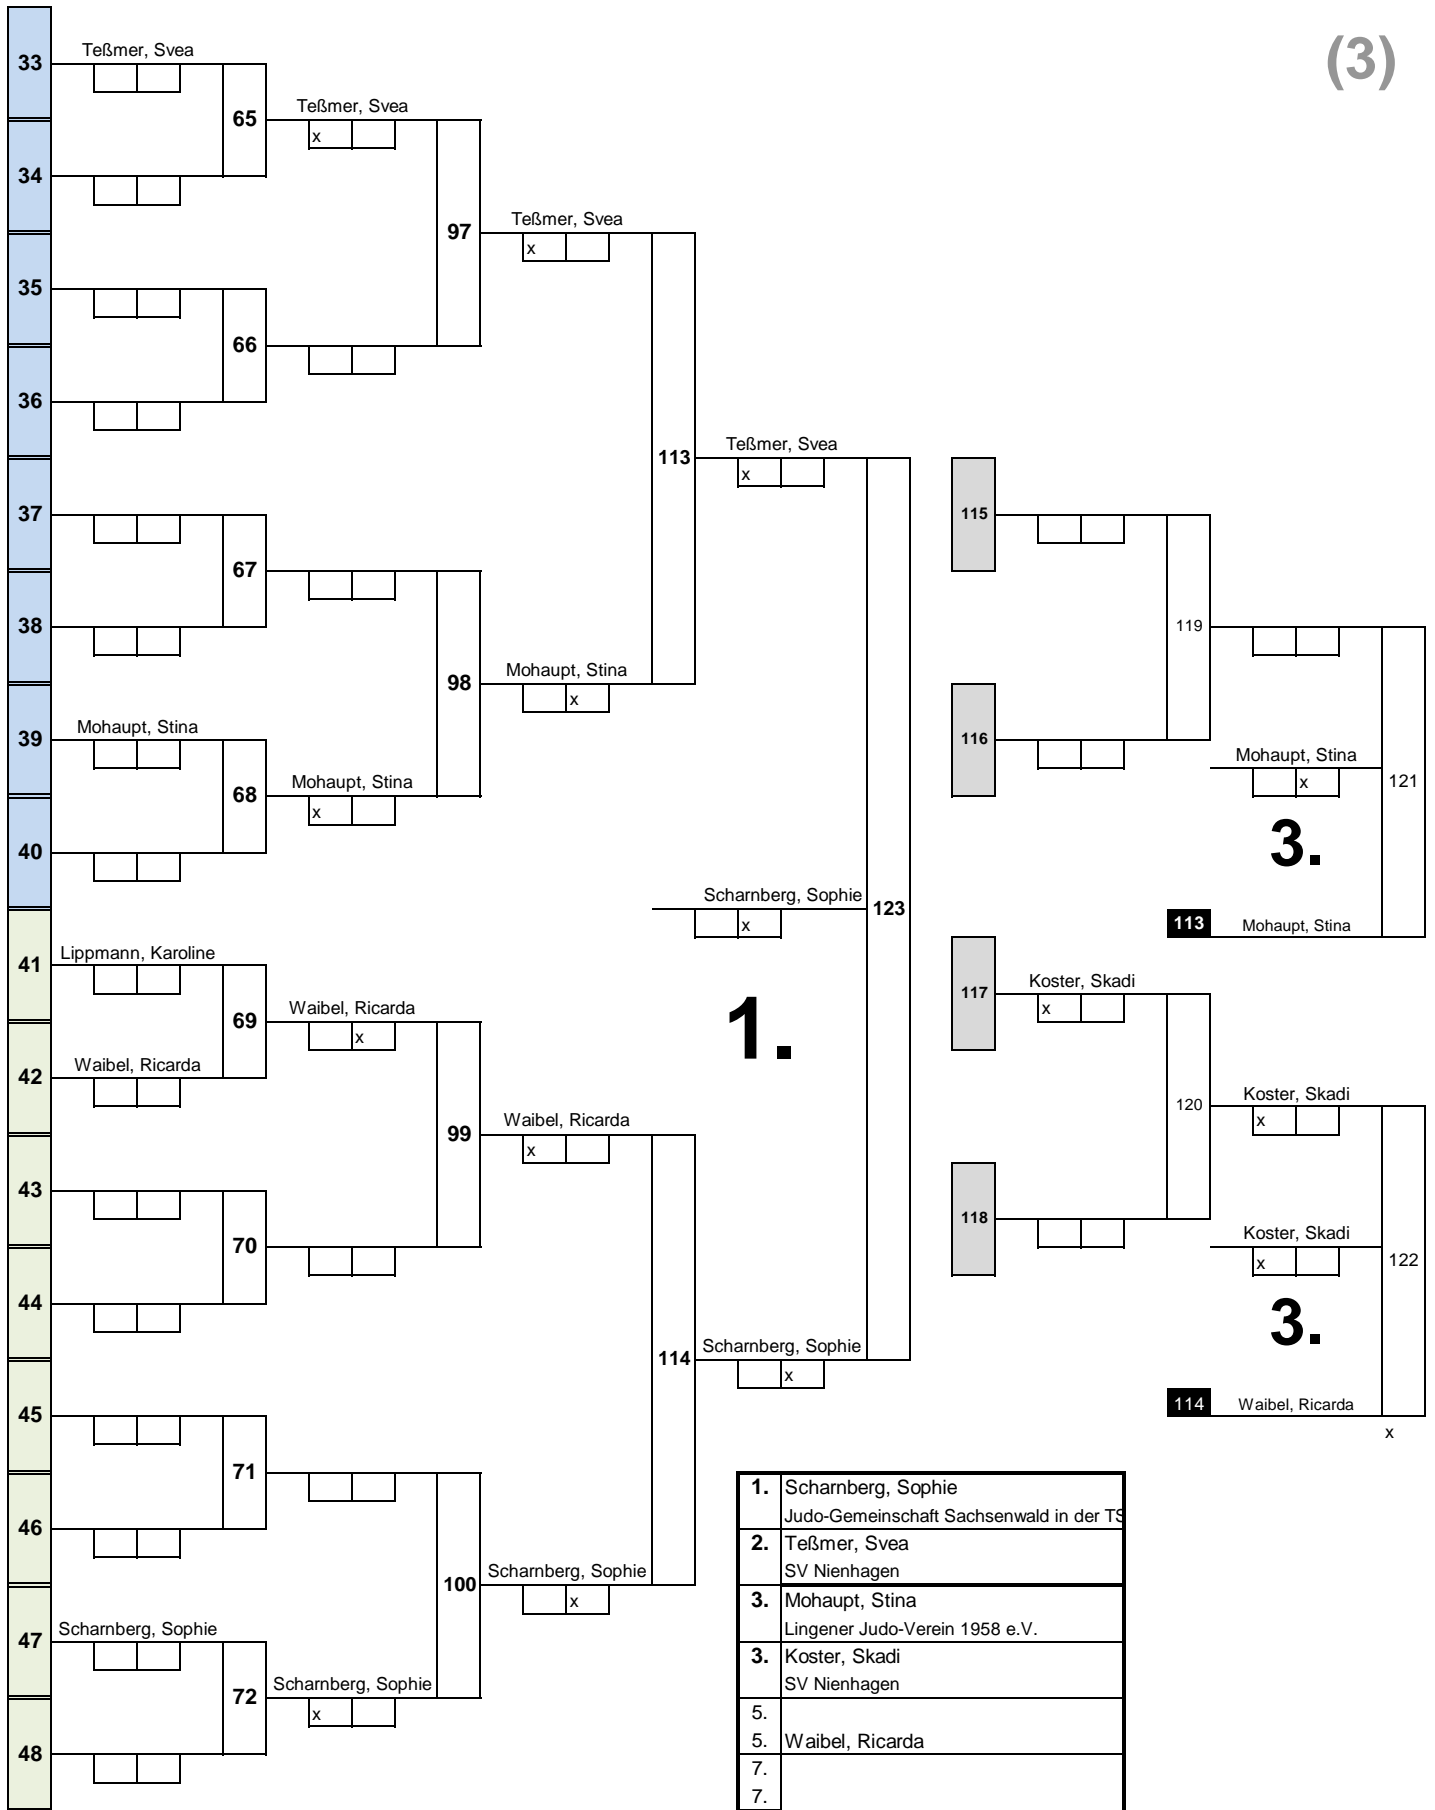 (3)
33
Teßmer, Svea
65
Teßmer, Svea
x
34
97
Teßmer, Svea
x
35
66
36
113
Teßmer, Svea
x
37
67
38
98
Mohaupt, Stina
x
39
Mohaupt, Stina
68
Mohaupt, Stina
x
40
Scharnberg, Sophie
x
123
1.
41
Lippmann, Karoline
69
Waibel, Ricarda
x
42
Waibel, Ricarda
99
Waibel, Ricarda
x
43
70
44
114
Scharnberg, Sophie
x
45
71
46
100
Scharnberg, Sophie
x
47
Scharnberg, Sophie
72
Scharnberg, Sophie
x
48
115
119
116
Mohaupt, Stina
x
121
3.
113
Mohaupt, Stina
117
Koster, Skadi
x
120
Koster, Skadi
x
118
Koster, Skadi
x
122
3.
114
Waibel, Ricarda
x
1. Scharnberg, Sophie
Judo-Gemeinschaft Sachsenwald in der TS
2. Teßmer, Svea
SV Nienhagen
3. Mohaupt, Stina
Lingener Judo-Verein 1958 e.V.
3. Koster, Skadi
SV Nienhagen
5.
5. Waibel, Ricarda
7.
7.